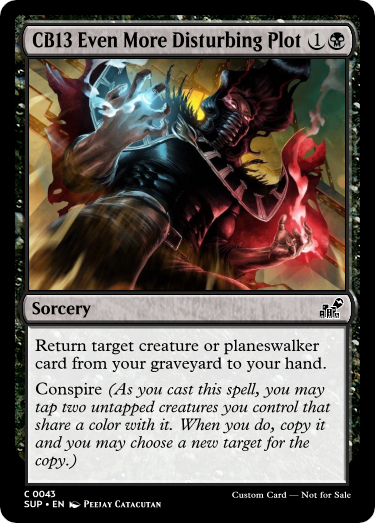 CB13 Even More Disturbing Plot 1
Sorcery
Return target creature or planeswalker
card from your graveyard to your hand.
Conspire (As you cast this spell, you may
tap two untapped creatures you control that
share a color with it. When you do, copy it
and you may choose a new target for the
copy.)
C 0043
SUP • EN Peejay Catacutan
Custom Card — Not for Sale